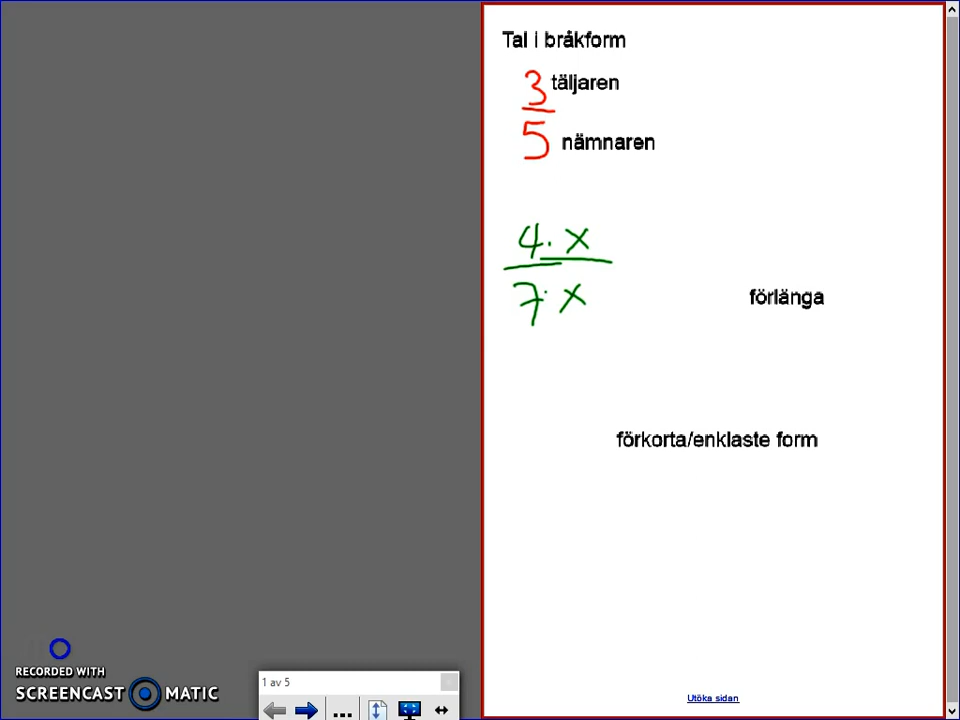 Tal i bråkform
3 täljaren
5 nämnaren
4·x
7·x
förlänga
förkorta/enklaste form
Utöka sidan
RECORDED WITH
SCREENCAST MATIC
1 av 5
...